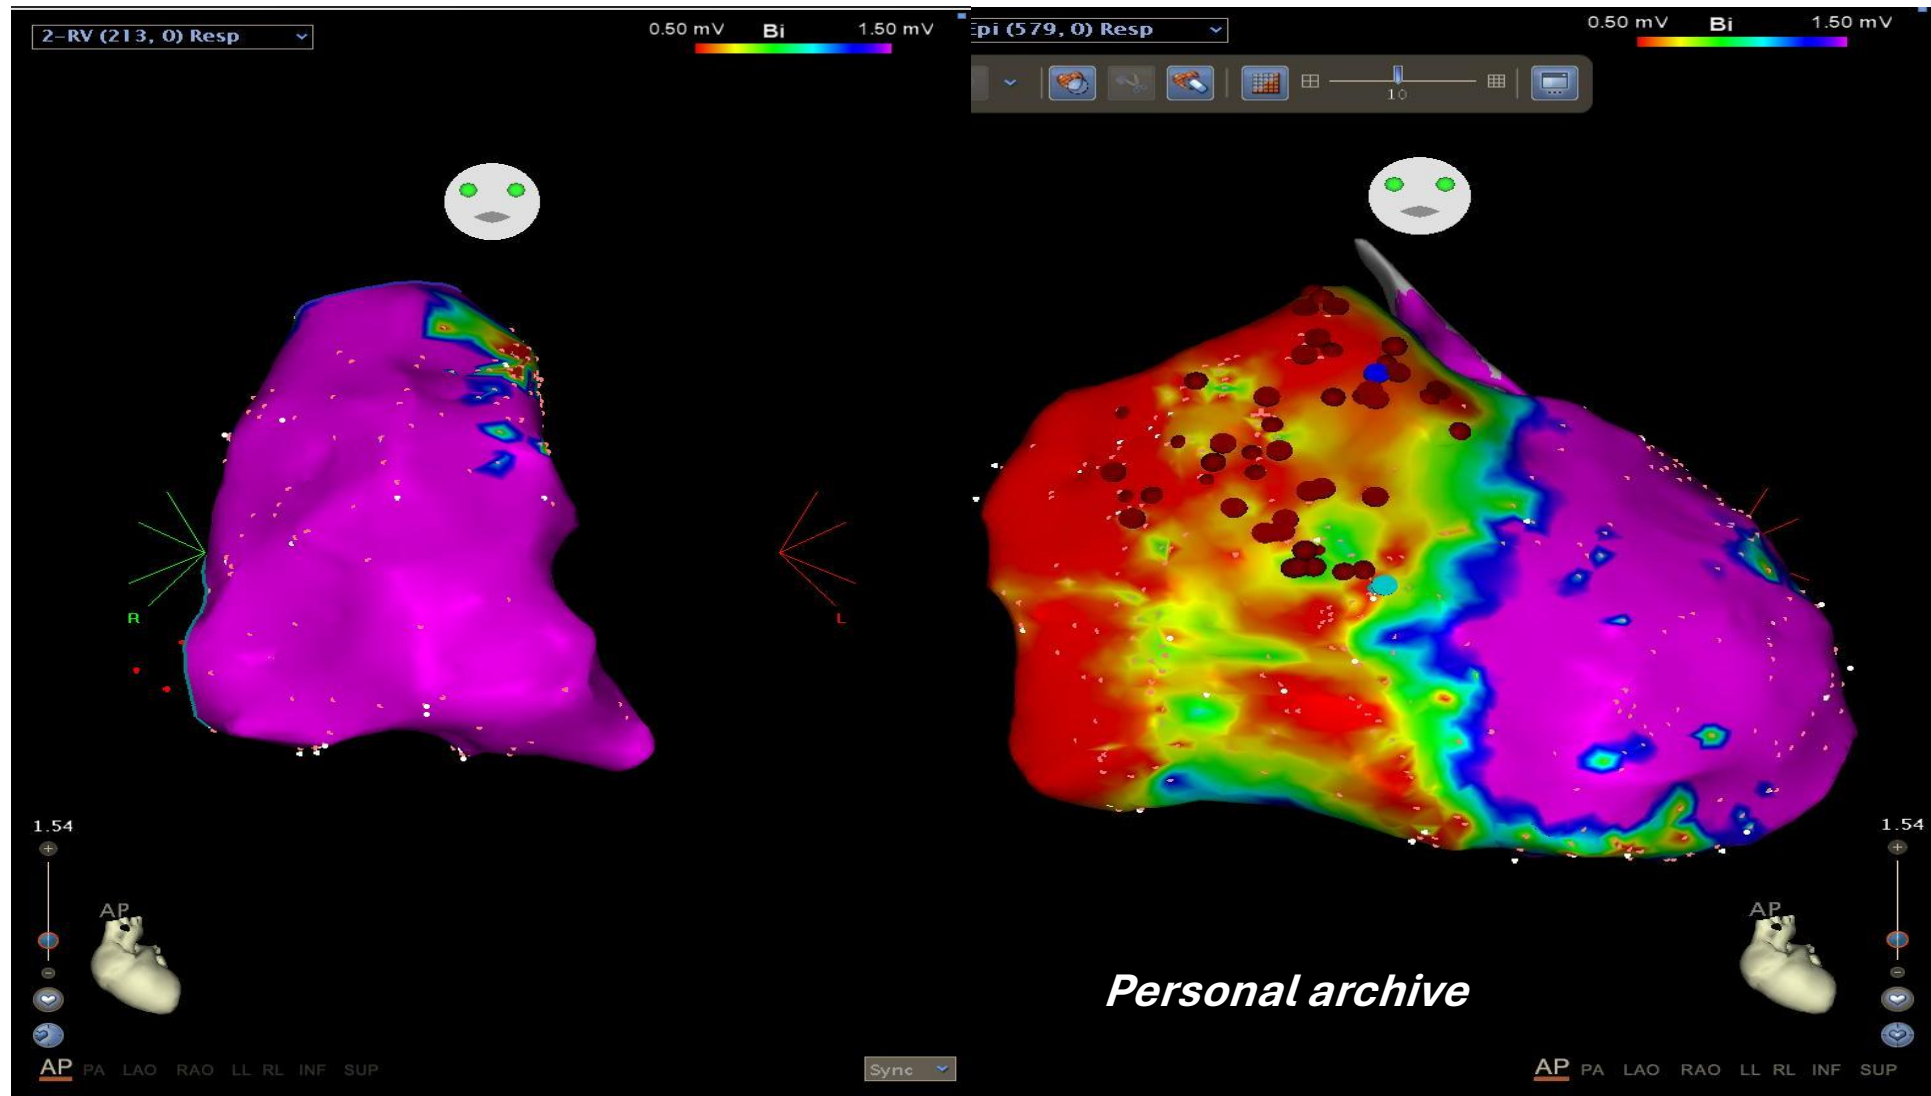 2-RV (213, 0) Resp
0.50 mV Bi 1.50 mV
R
L
1.54
AP
AP PA LAO RAO LL RL INF SUP
Sync
Epi (579, 0) Resp
0.50 mV Bi 1.50 mV
10
1.54
AP
Personal archive
AP PA LAO RAO LL RL INF SUP